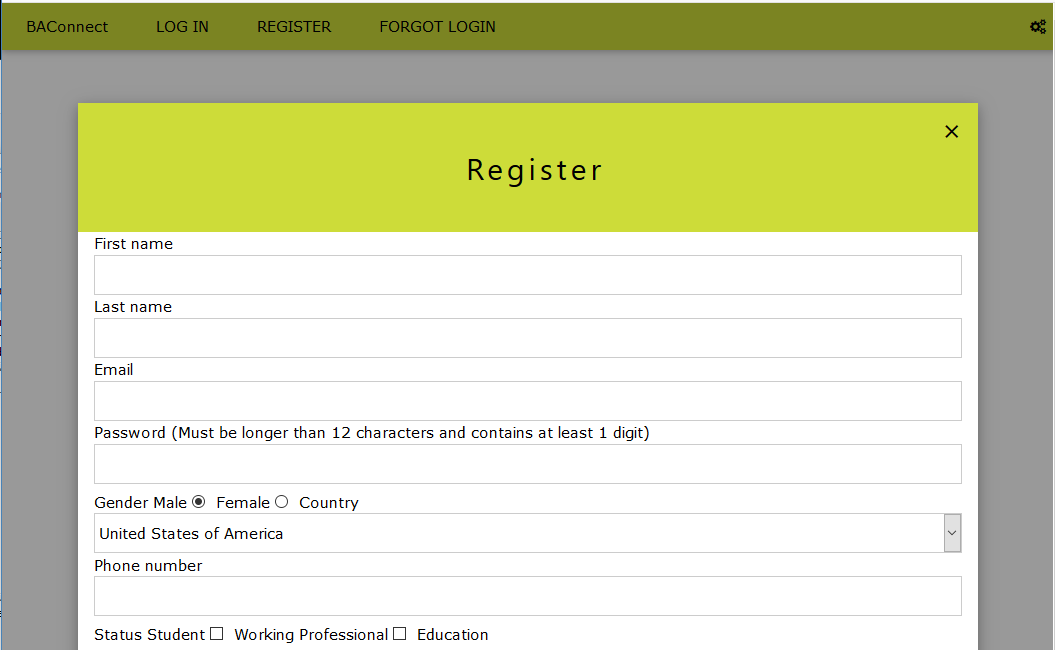 BAConnect LOG IN REGISTER FORGOT LOGIN
Register
First name
Last name
Email
Password (Must be longer than 12 characters and contains at least 1 digit)
Gender Male Female Country
United States of America
Phone number
Status Student Working Professional Education